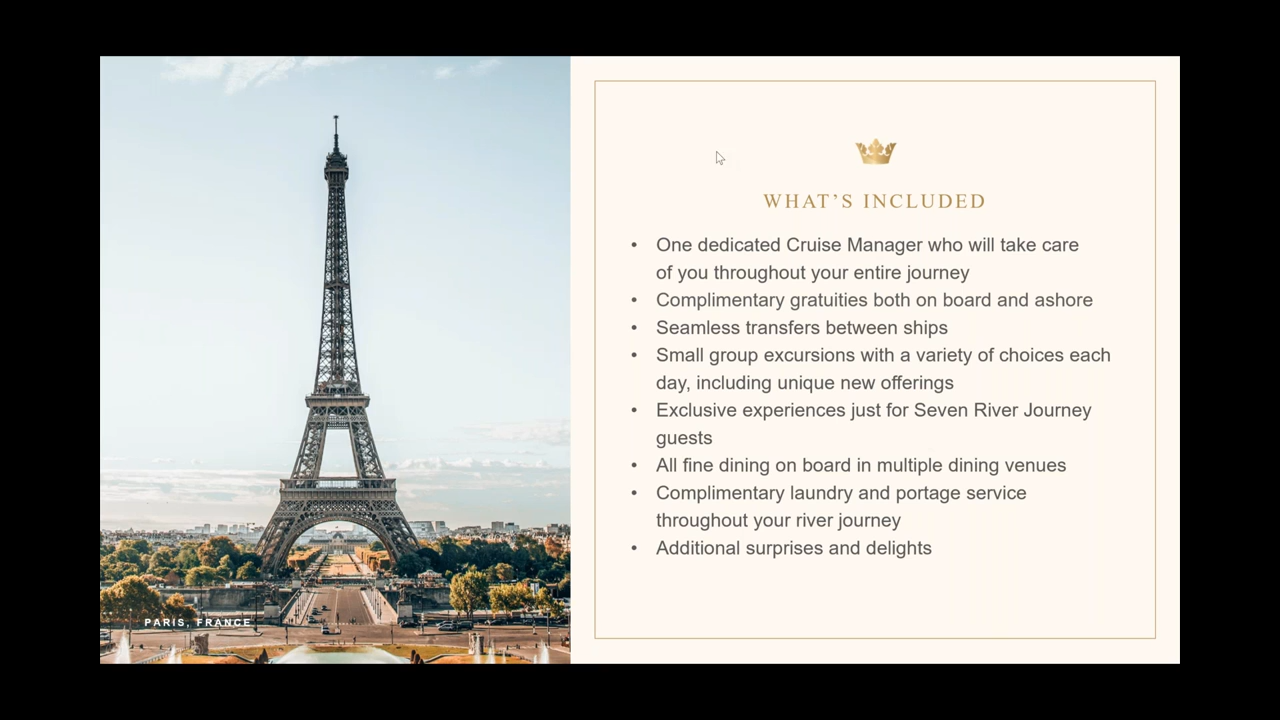 WHAT’S INCLUDED
• One dedicated Cruise Manager who will take care
of you throughout your entire journey
• Complimentary gratuities both on board and ashore
• Seamless transfers between ships
• Small group excursions with a variety of choices each
day, including unique new offerings
• Exclusive experiences just for Seven River Journey
guests
• All fine dining on board in multiple dining venues
• Complimentary laundry and portage service
throughout your river journey
• Additional surprises and delights
PARIS, FRANCE